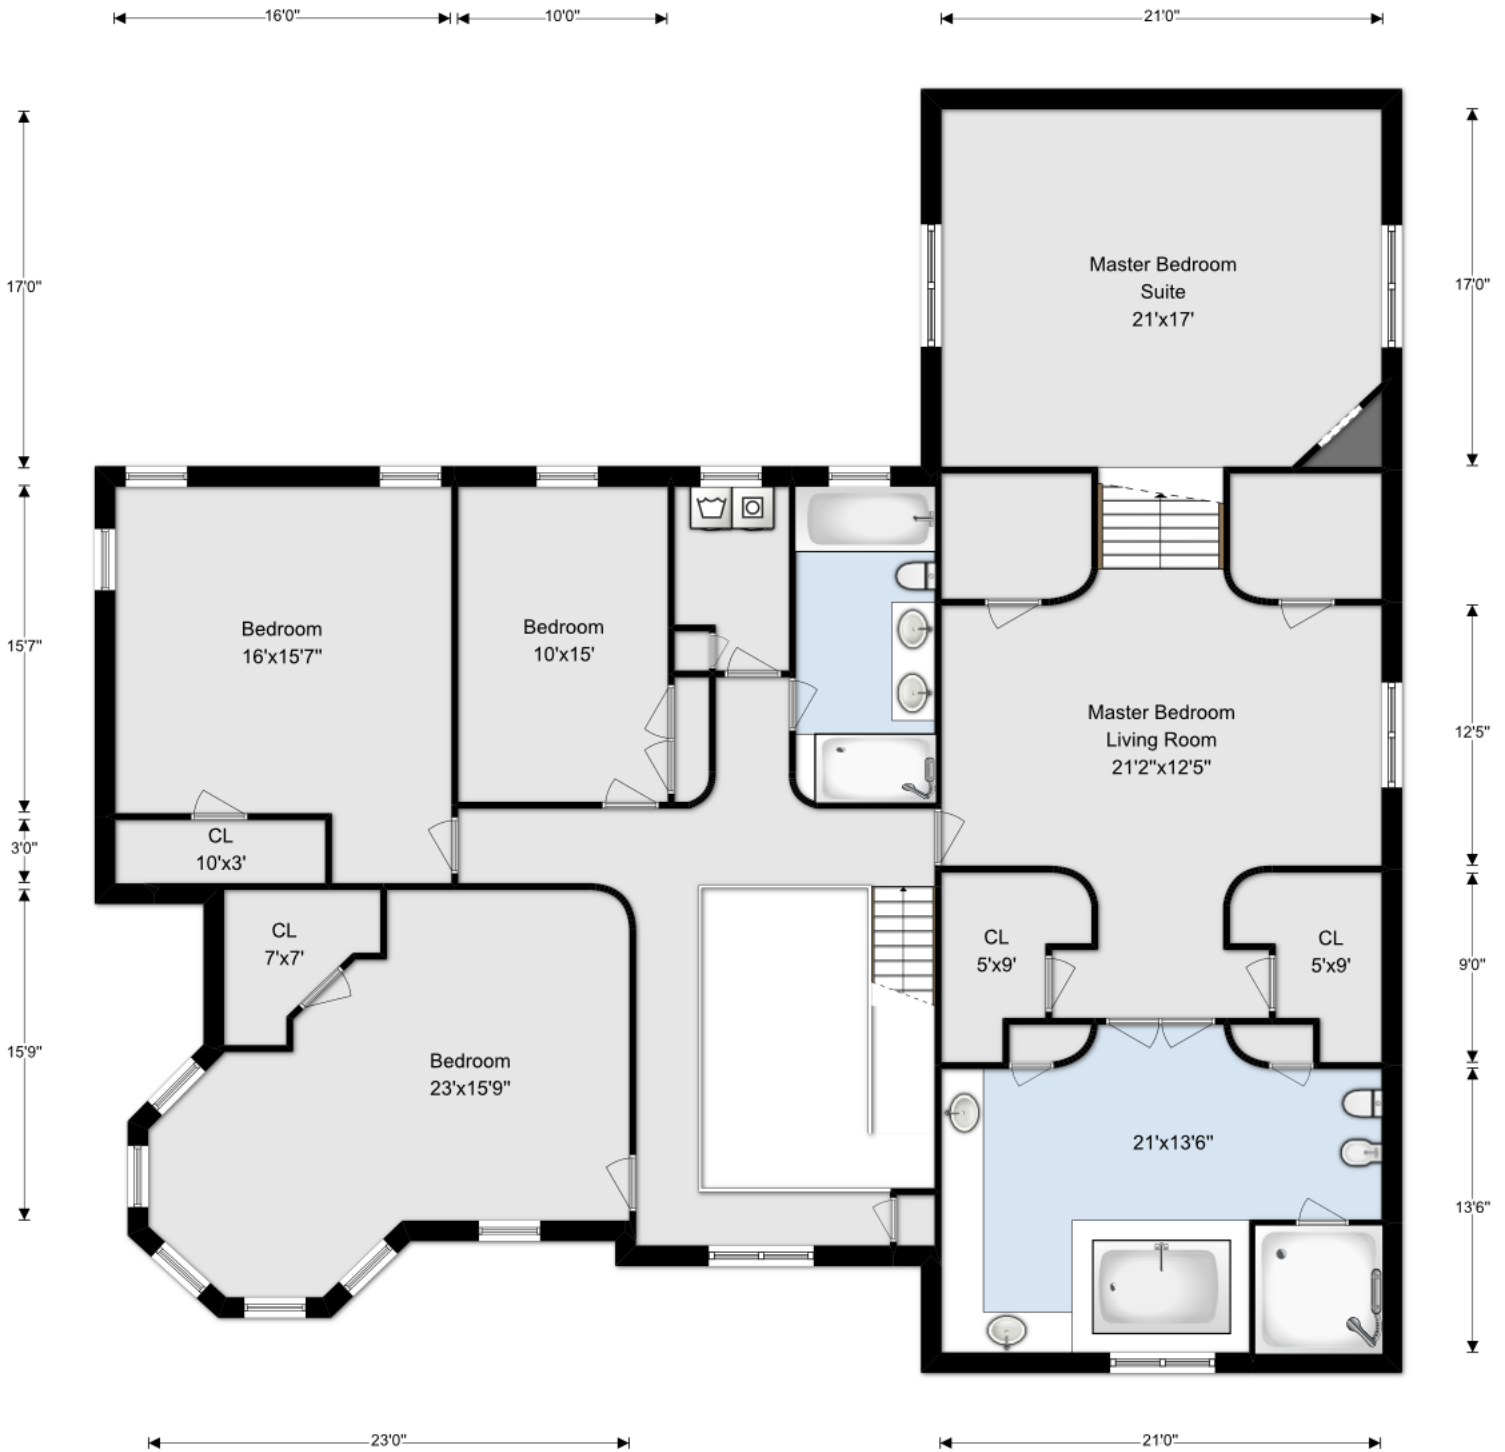 16'0"
10'0"
21'0"
17'0"
Master Bedroom
Suite
21'x17'
17'0"
15'7"
Bedroom
16'x15'7"
Bedroom
10'x15'
Master Bedroom
Living Room
21'2"x12'5"
12'5"
3'0"
CL
10'x3'
CL
7'x7'
CL
5'x9'
CL
5'x9'
9'0"
15'9"
Bedroom
23'x15'9"
21'x13'6"
13'6"
23'0"
21'0"